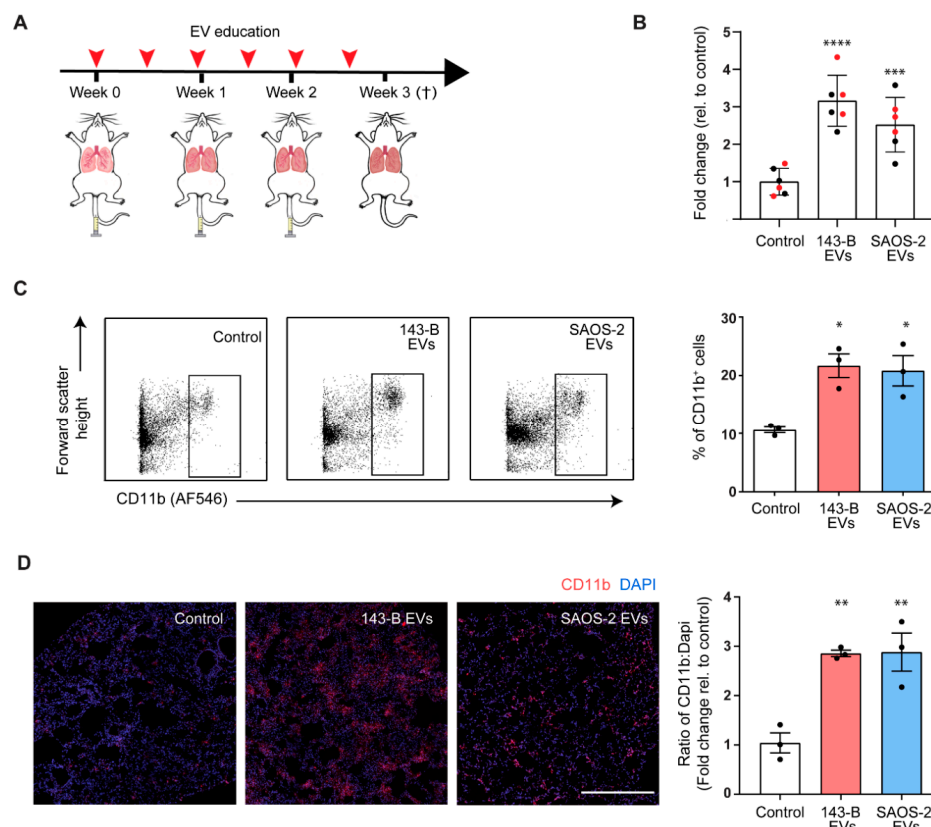 A
EV education
Week 0
Week 1
Week 2
Week 3 (†)
B
Fold change (rel. to control)
5
4
3
2
1
0
****
***
Control
143-B
EVs
SAOS-2
EVs
C
Forward scatter
height
Control
143-B
EVs
SAOS-2
EVs
CD11b (AF546)
% of CD11b⁺ cells
30
20
10
0
*
*
Control
143-B
EVs
SAOS-2
EVs
D
CD11b DAPI
Control
143-B EVs
SAOS-2 EVs
Ratio of CD11b:Dapi
(Fold change rel. to control)
4
3
2
1
0
**
**
Control
143-B
EVs
SAOS-2
EVs